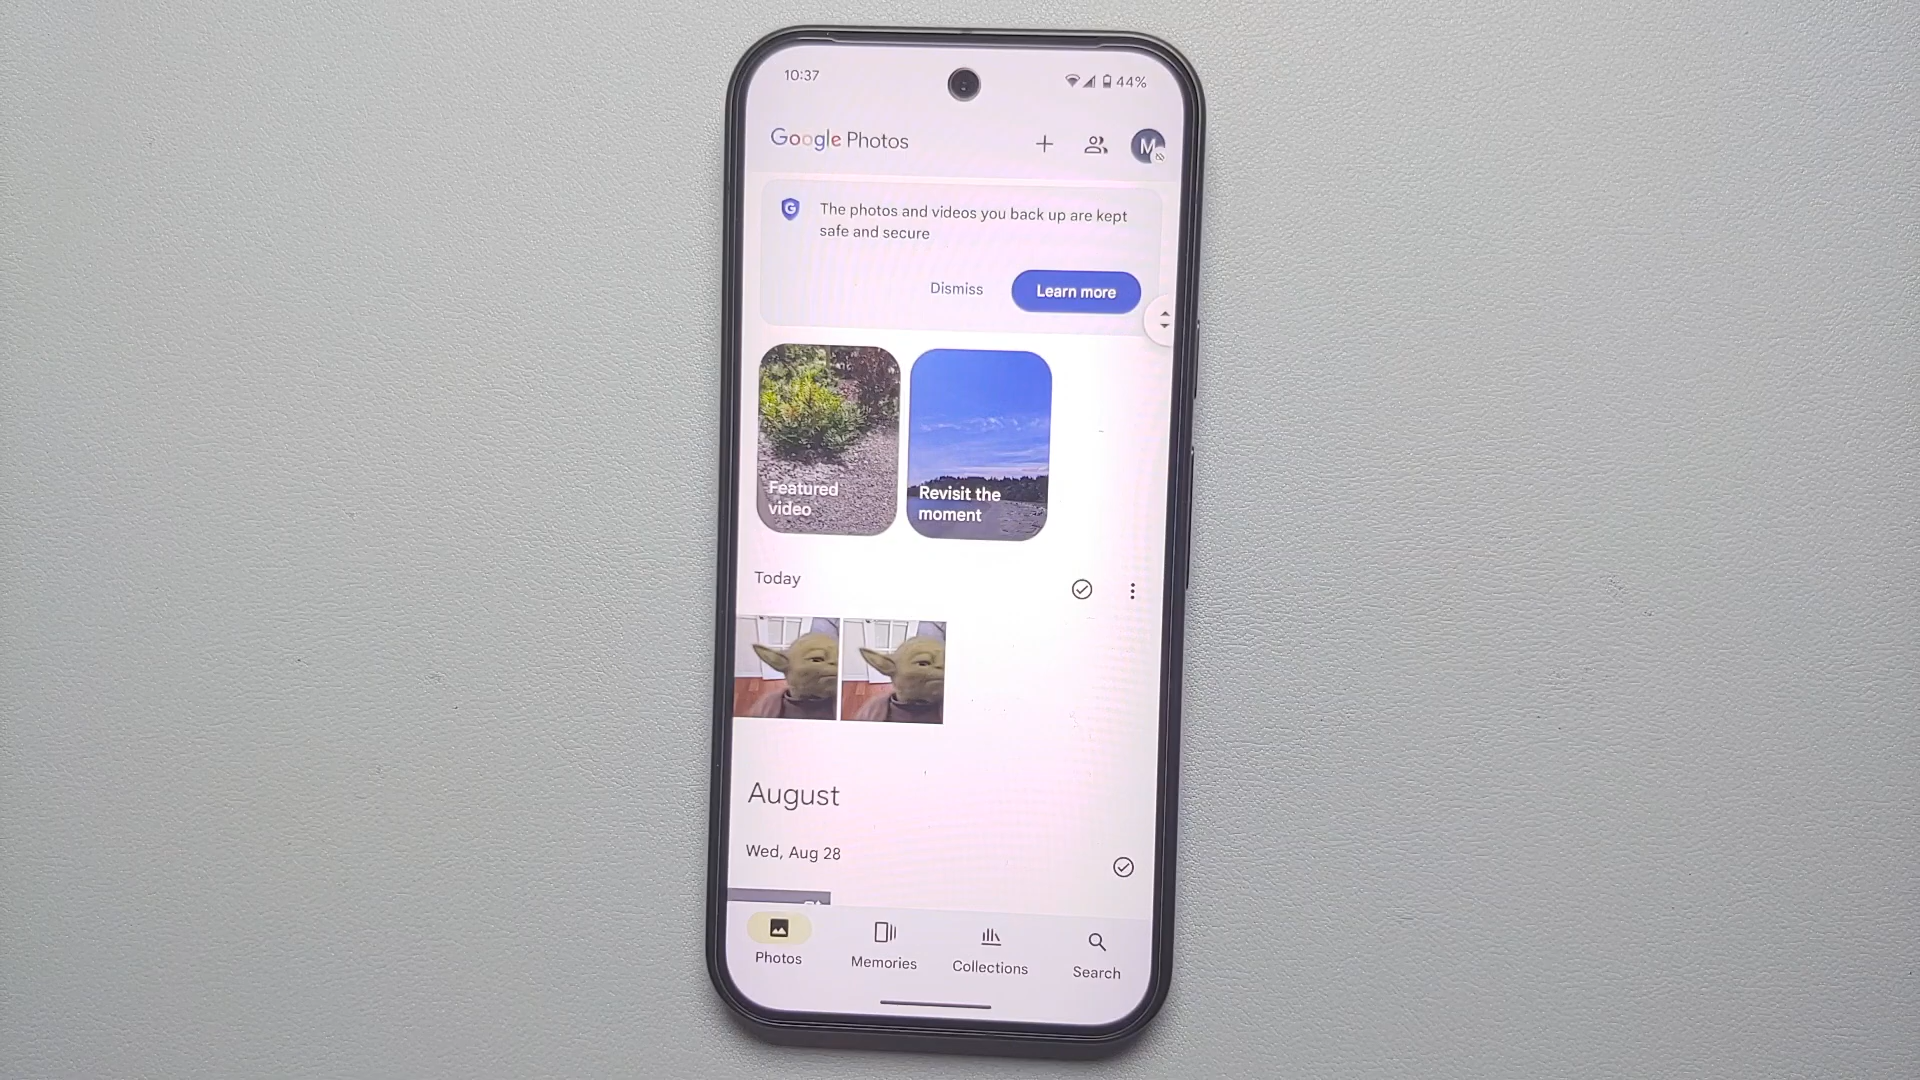 10:37
44%
Google Photos
M
The photos and videos you back up are kept
safe and secure
Dismiss
Learn more
Featured
video
Revisit the
moment
Today
August
Wed, Aug 28
Photos
Memories
Collections
Search